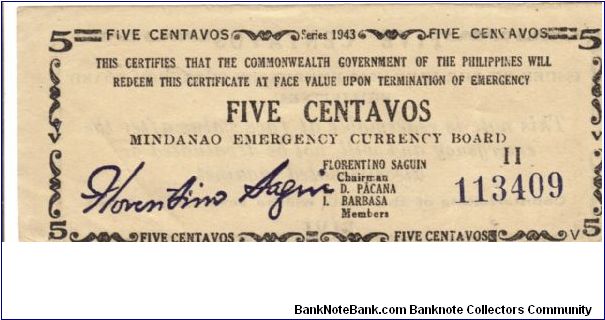 5 FIVE CENTAVOS Series 1943 FIVE CENTAVOS 5
THIS CERTIFIES THAT THE COMMONWEALTH GOVERNMENT OF THE PHILIPPINES WILL
REDEEM THIS CERTIFICATE AT FACE VALUE UPON TERMINATION OF EMERGENCY
FIVE CENTAVOS
MINDANAO EMERGENCY CURRENCY BOARD
Florentino Saguin
FLORENTINO SAGUIN
Chairman
D. PACANA
I. BARBASA
Members
II
113409
5 FIVE CENTAVOS FIVE CENTAVOS V 5
BankNoteBank.com Banknote Collectors Community